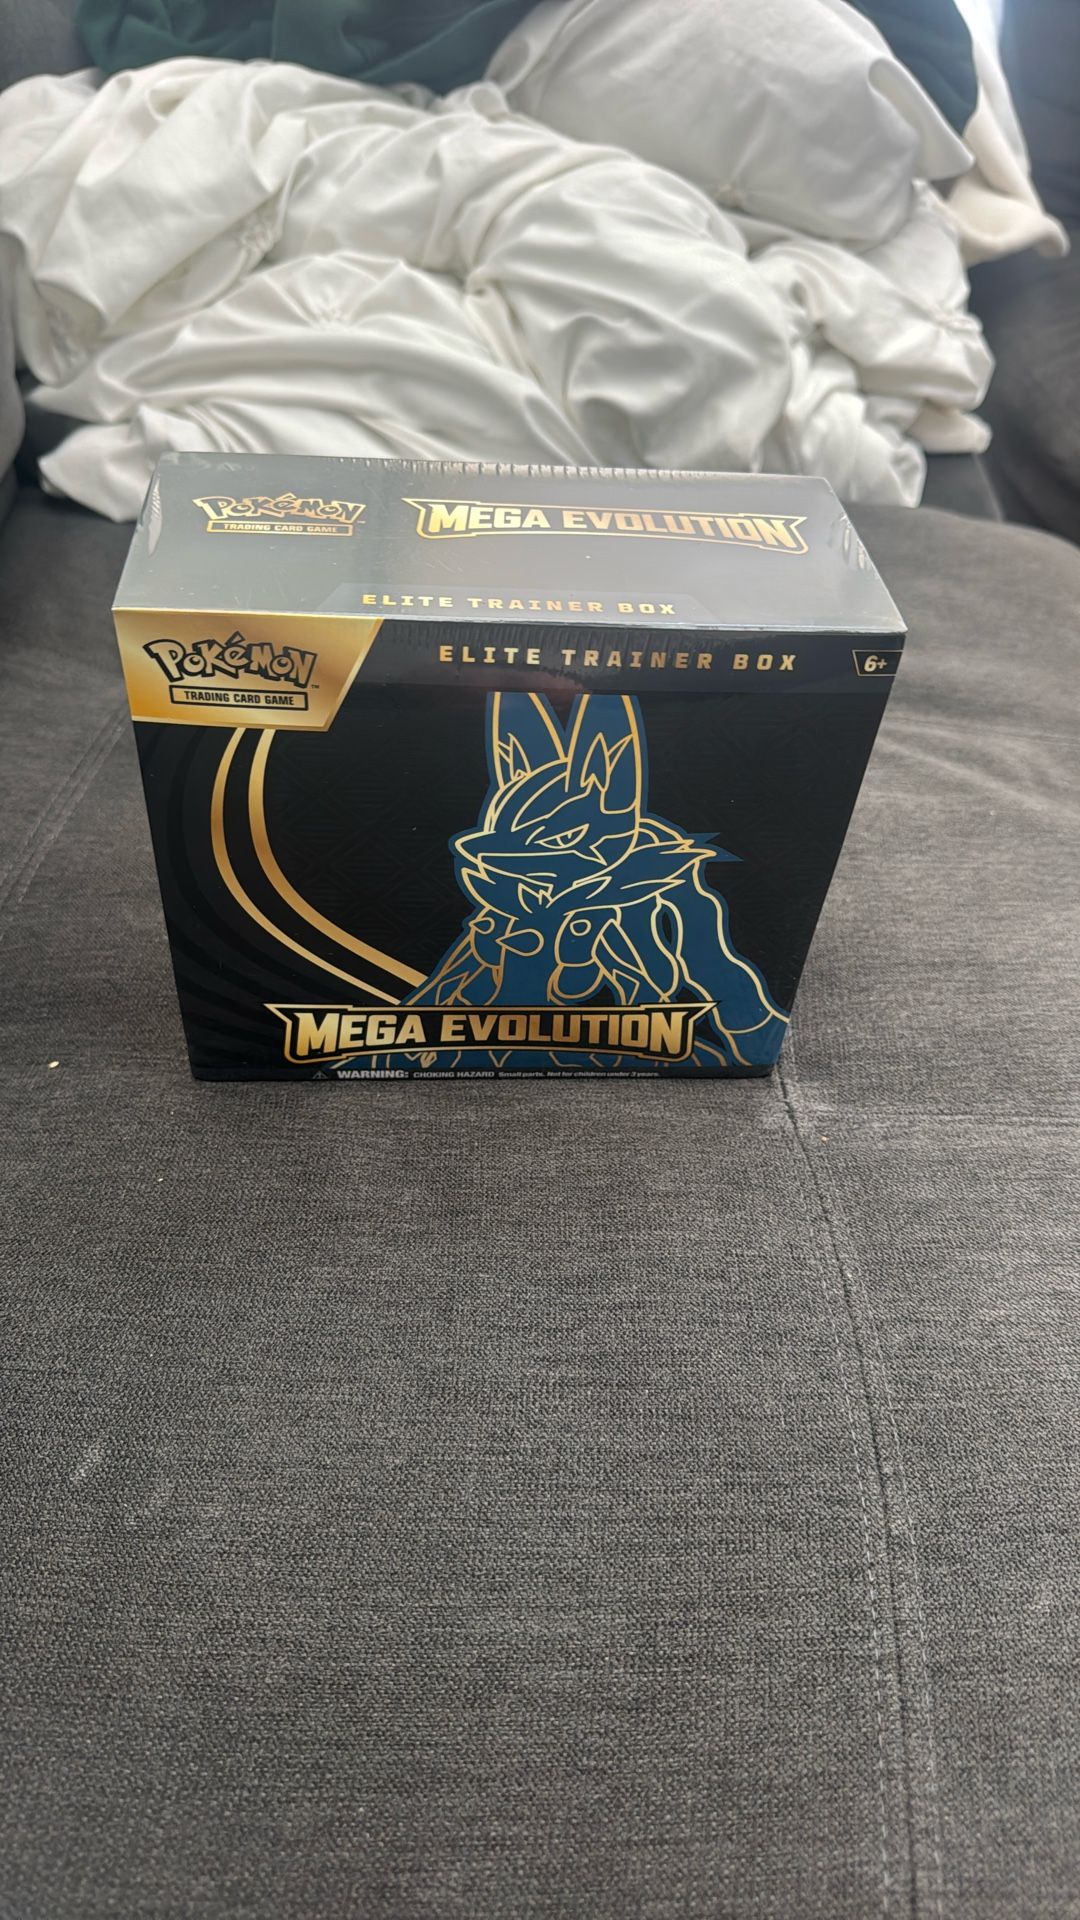 Pokémon
TRADING CARD GAME
MEGA EVOLUTION
ELITE TRAINER BOX
Pokémon
TRADING CARD GAME
ELITE TRAINER BOX
6+
MEGA EVOLUTION
WARNING: CHOKING HAZARD Small parts. Not for children under 3 years.